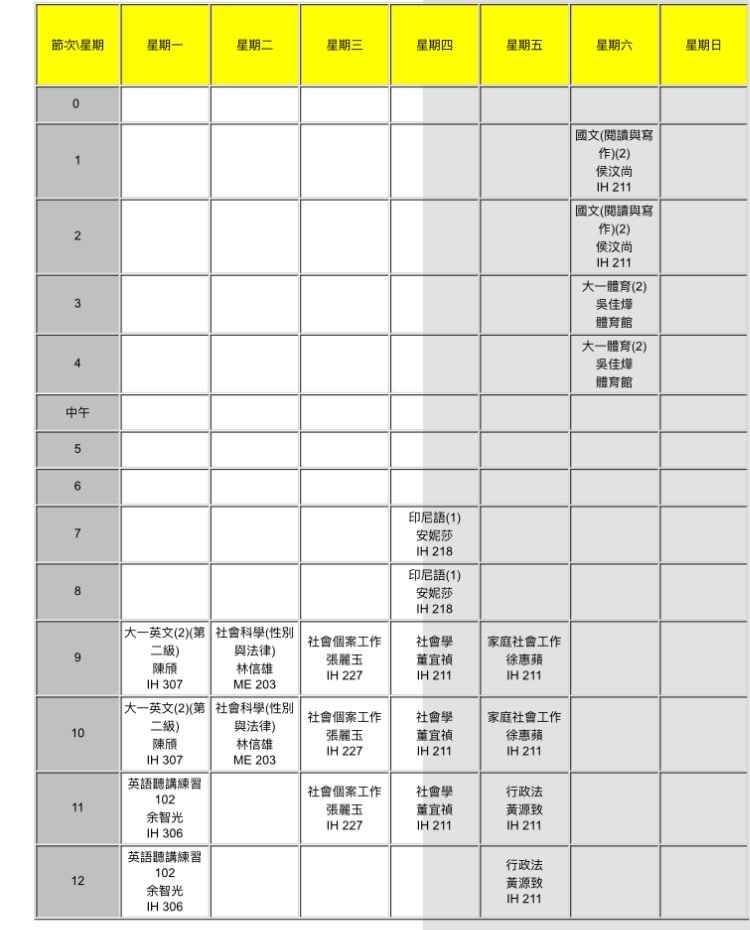 節次\星期 星期一 星期二 星期三 星期四 星期五 星期六 星期日
0
1
國文(閱讀與寫
作)(2)
侯汶尚
IH 211
2
國文(閱讀與寫
作)(2)
侯汶尚
IH 211
3
大一體育(2)
吳佳燁
體育館
4
大一體育(2)
吳佳燁
體育館
中午
5
6
7
印尼語(1)
安妮莎
IH 218
8
印尼語(1)
安妮莎
IH 218
9
大一英文(2)(第
二級)
陳頎
IH 307
社會科學(性別
與法律)
林信雄
ME 203
社會個案工作
張麗玉
IH 227
社會學
董宜禎
IH 211
家庭社會工作
徐惠蘋
IH 211
10
大一英文(2)(第
二級)
陳頎
IH 307
社會科學(性別
與法律)
林信雄
ME 203
社會個案工作
張麗玉
IH 227
社會學
董宜禎
IH 211
家庭社會工作
徐惠蘋
IH 211
11
英語聽講練習
102
余智光
IH 306
社會個案工作
張麗玉
IH 227
社會學
董宜禎
IH 211
行政法
黃源致
IH 211
12
英語聽講練習
102
余智光
IH 306
行政法
黃源致
IH 211